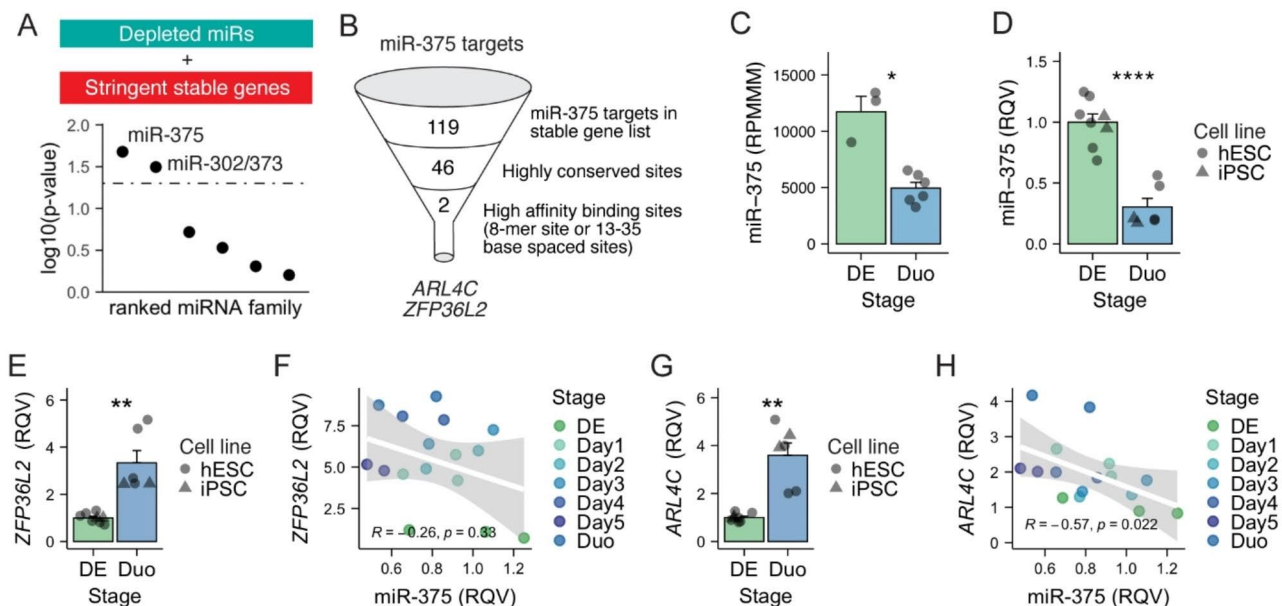 A
Depleted miRs
+
Stringent stable genes
log10(p-value)
2.0
1.5
1.0
0.5
0.0
miR-375
miR-302/373
ranked miRNA family
B
miR-375 targets
119
miR-375 targets in
stable gene list
46
Highly conserved sites
2
High affinity binding sites
(8-mer site or 13-35
base spaced sites)
ARL4C
ZFP36L2
C
miR−375 (RPMMM)
15000
10000
5000
0
*
DE Duo
Stage
D
miR−375 (RQV)
1.5
1.0
0.5
0.0
****
DE Duo
Stage
Cell line
hESC
iPSC
E
ZFP36L2 (RQV)
6
4
2
0
**
DE Duo
Stage
Cell line
hESC
iPSC
F
ZFP36L2 (RQV)
7.5
5.0
2.5
R = −0.26, p = 0.33
0.6 0.8 1.0 1.2
miR-375 (RQV)
Stage
DE
Day1
Day2
Day3
Day4
Day5
Duo
G
ARL4C (RQV)
6
4
2
0
**
DE Duo
Stage
Cell line
hESC
iPSC
H
ARL4C (RQV)
4
3
2
1
0
R = −0.57, p = 0.022
0.6 0.8 1.0 1.2
miR-375 (RQV)
Stage
DE
Day1
Day2
Day3
Day4
Day5
Duo